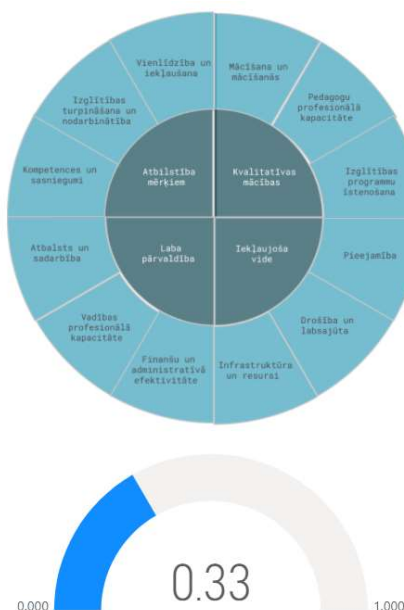 Vienlīdzība un
iekļaušana
Mācīšana un
mācīšanās
Pedagogu
profesionālā
kapacitāte
Izglītības
programmu
īstenošana
Pieejamība
Drošība un
labsajūta
Infrastruktūra
un resursi
Finanšu un
administratīvā
efektivitāte
Vadības
profesionālā
kapacitāte
Atbalsts un
sadarbība
Kompetences un
sasniegumi
Izglītības
turpināšana un
nodarbinātība
Atbilstība
mērķiem
Kvalitatīvas
mācības
Laba
pārvaldība
Iekļaujoša
vide
0.33
0.000
1.000